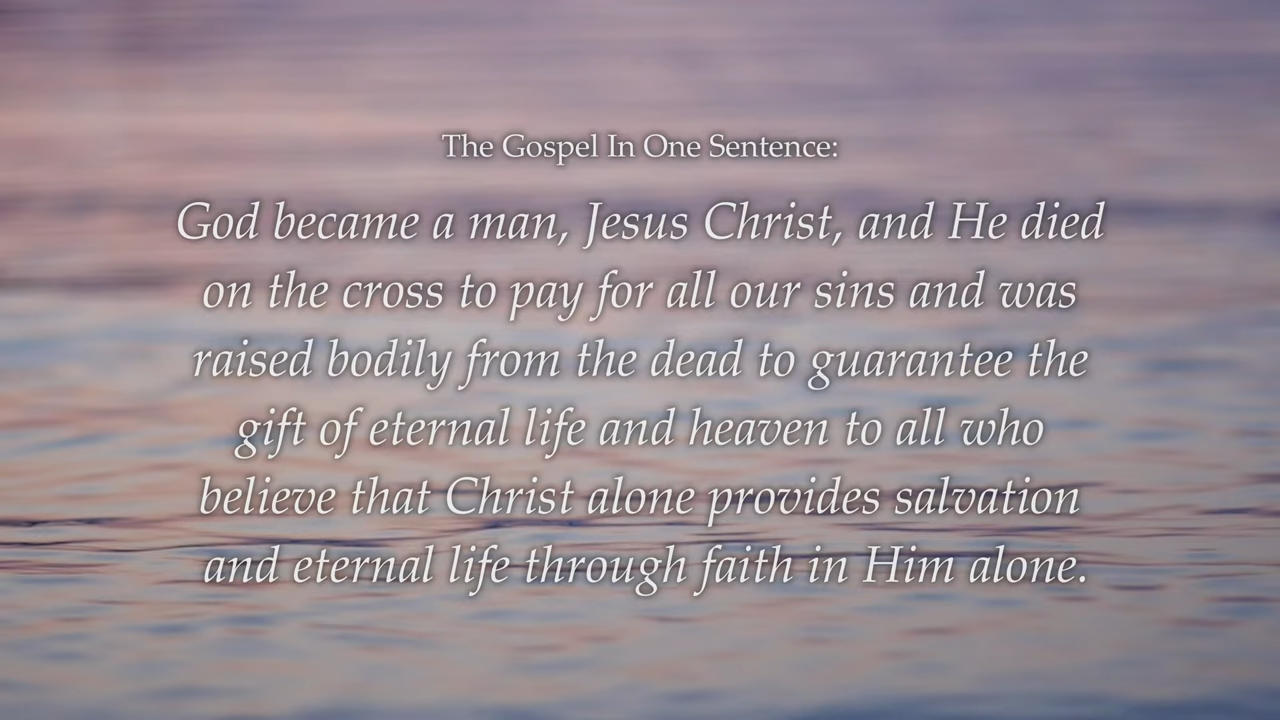 The Gospel In One Sentence:
God became a man, Jesus Christ, and He died
on the cross to pay for all our sins and was
raised bodily from the dead to guarantee the
gift of eternal life and heaven to all who
believe that Christ alone provides salvation
and eternal life through faith in Him alone.